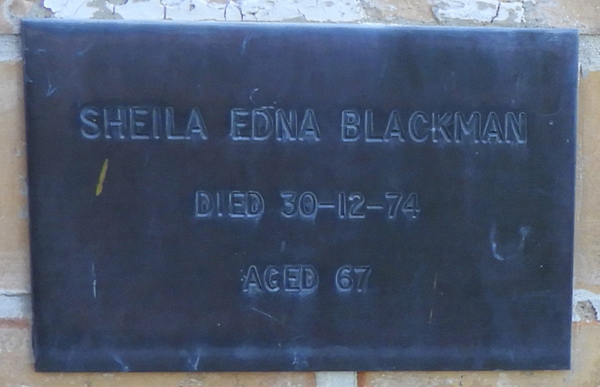 SHEILA EDNA BLACKMAN
DIED 30-12-74
AGED 67